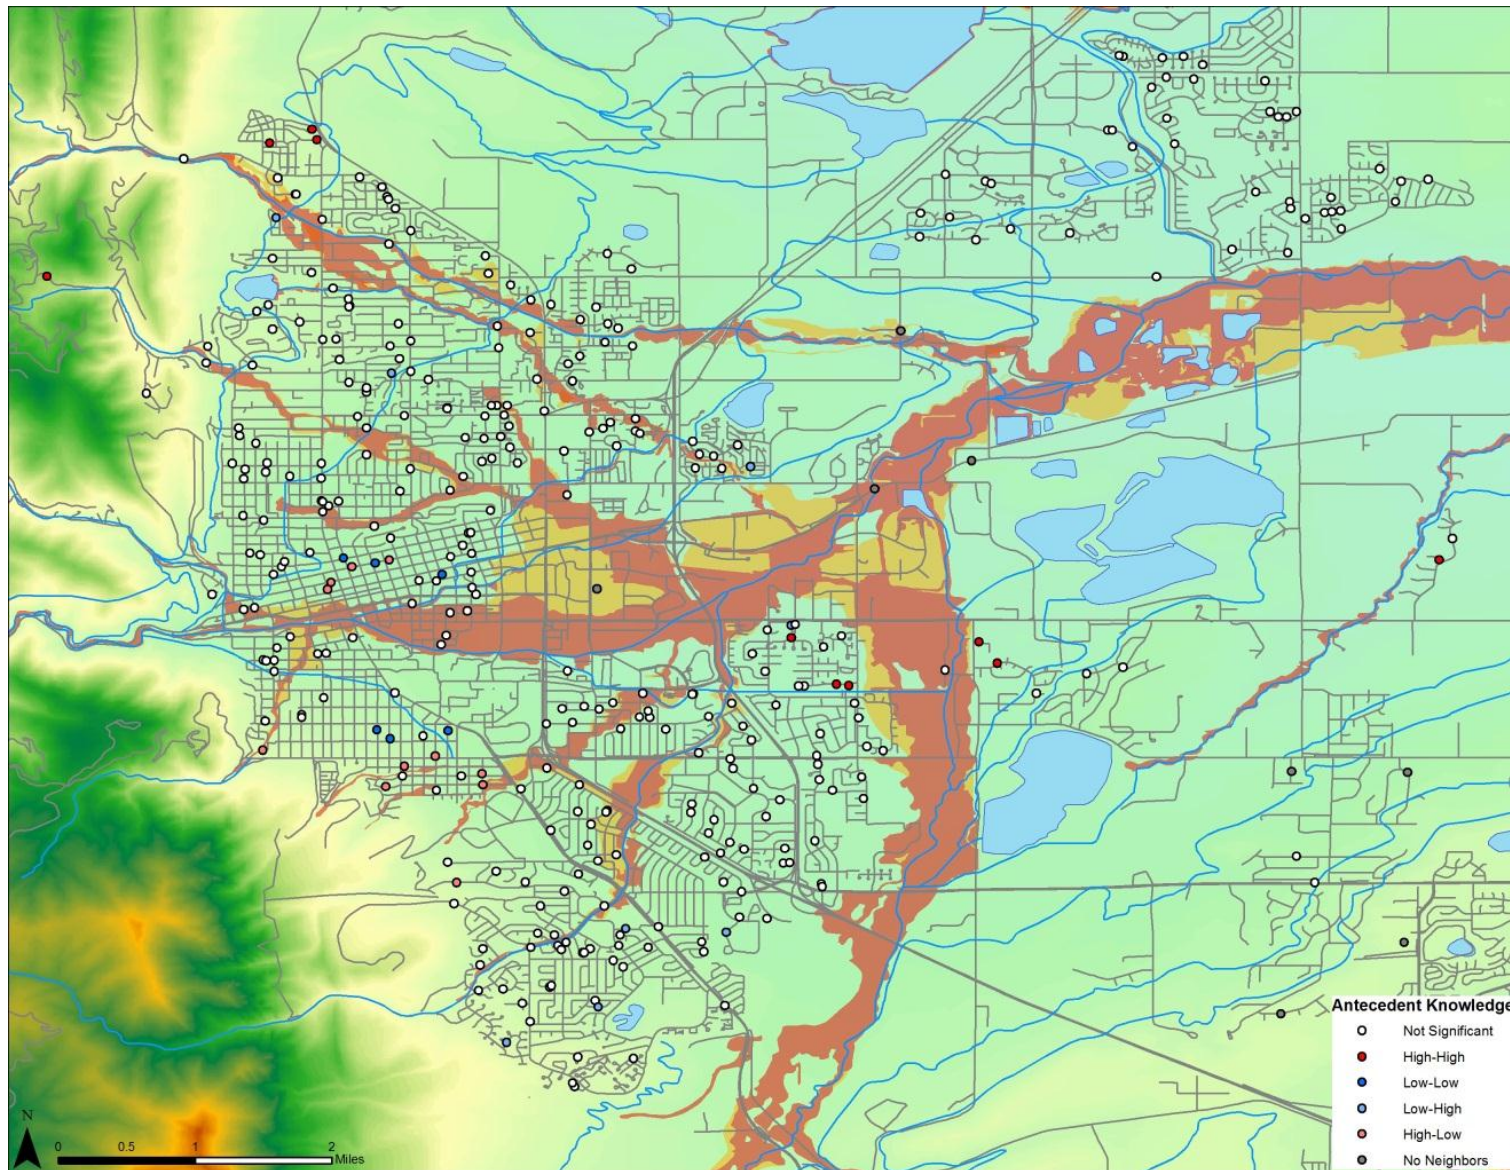 Antecedent Knowledge
Not Significant
High-High
Low-Low
Low-High
High-Low
No Neighbors
N
0 0.5 1 2
Miles